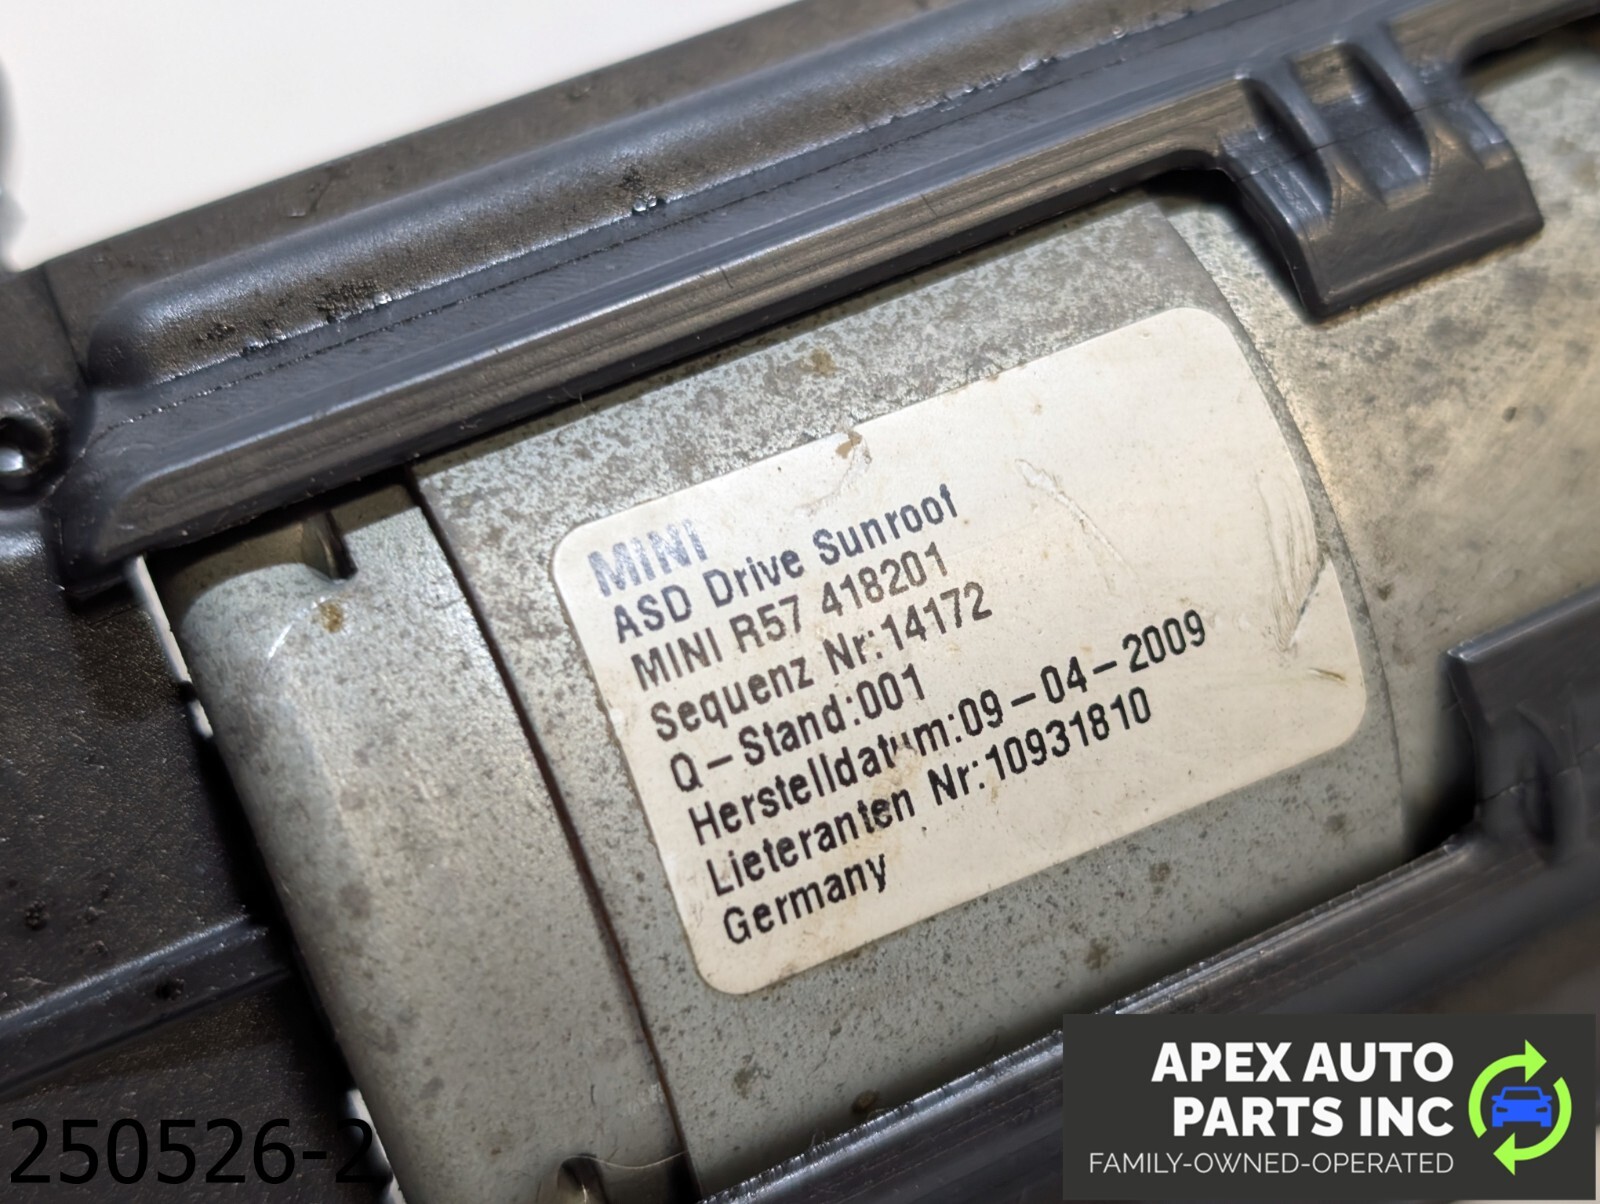 MINI
ASD Drive Sunroof
MINI R57 418201
Sequenz Nr:14172
Q-Stand:001
Herstelldatum:09-04-2009
Lieferanten Nr:10931810
Germany
250526-2
APEX AUTO
PARTS INC
FAMILY-OWNED-OPERATED